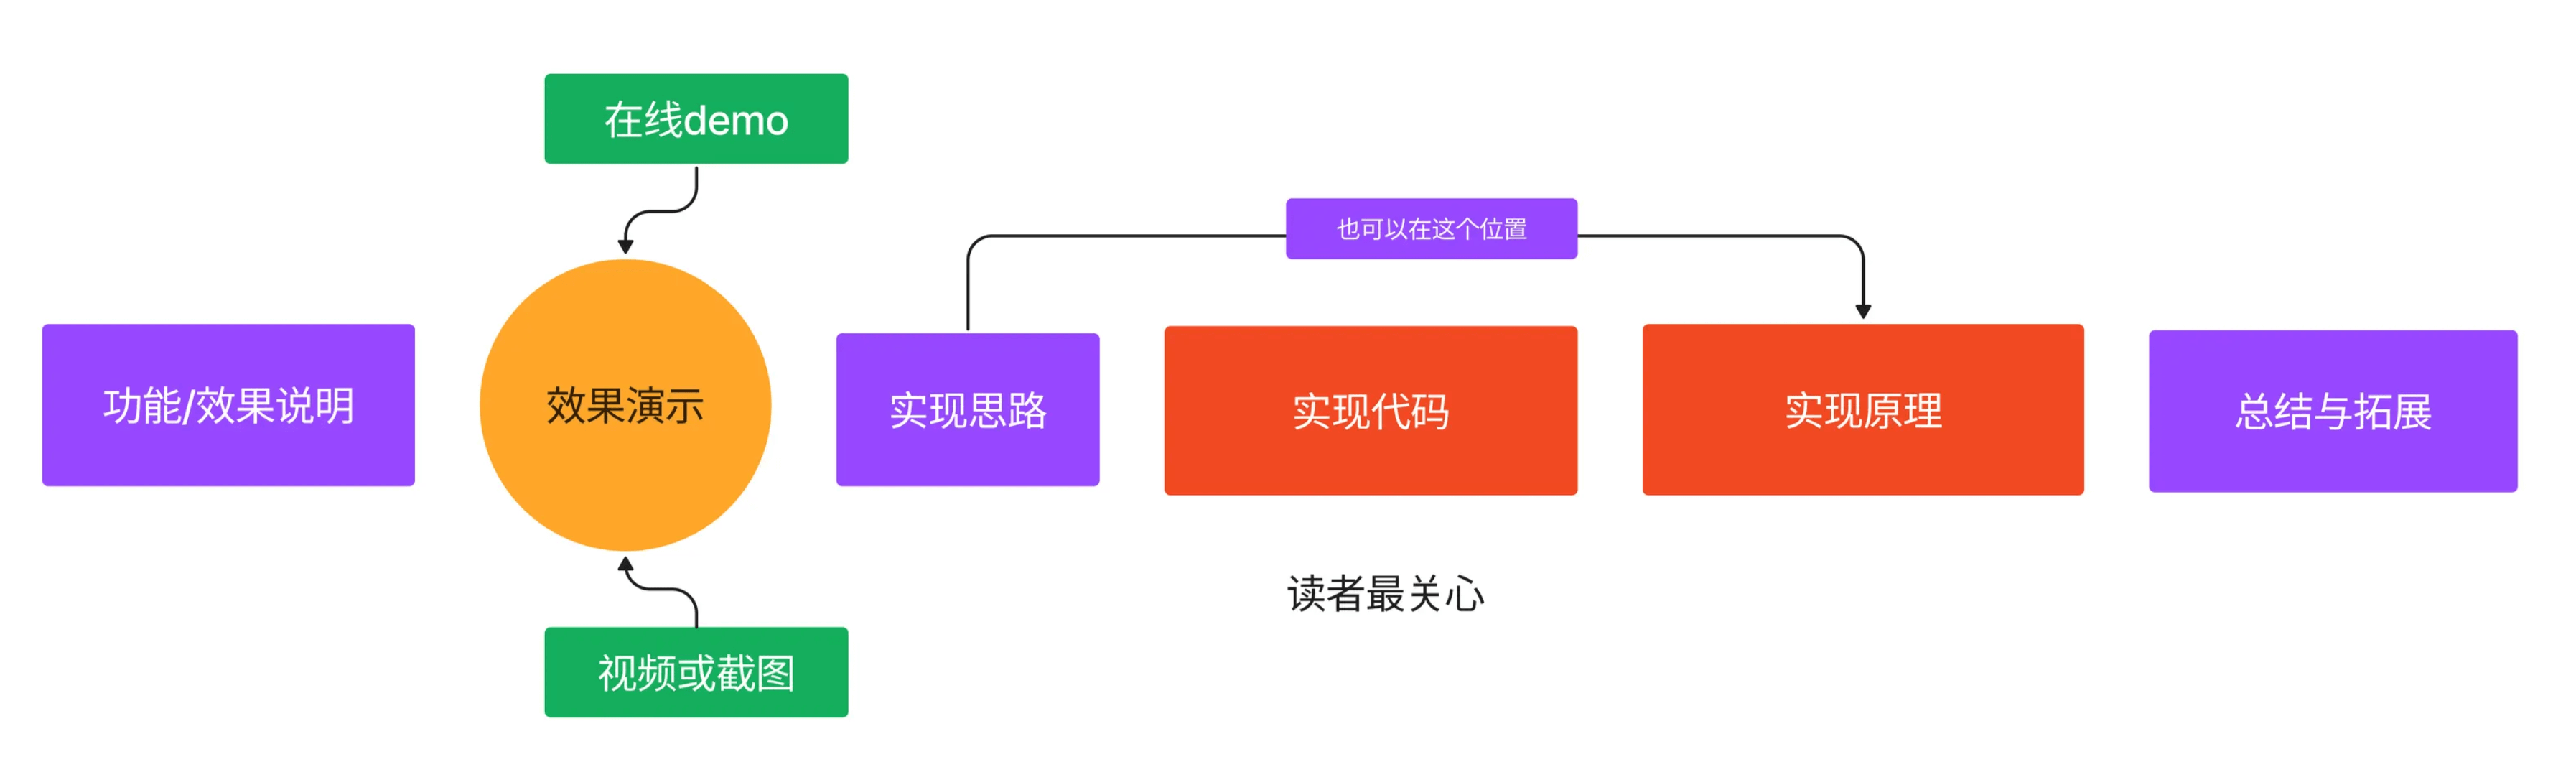 在线demo
也可以在这个位置
功能/效果说明
效果演示
实现思路
实现代码
实现原理
总结与拓展
读者最关心
视频或截图